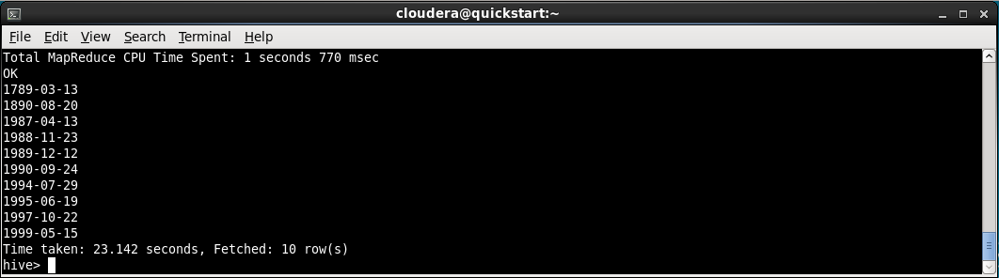 cloudera@quickstart:~
File Edit View Search Terminal Help
Total MapReduce CPU Time Spent: 1 seconds 770 msec
OK
1789-03-13
1890-08-20
1987-04-13
1988-11-23
1989-12-12
1990-09-24
1994-07-29
1995-06-19
1997-10-22
1999-05-15
Time taken: 23.142 seconds, Fetched: 10 row(s)
hive>